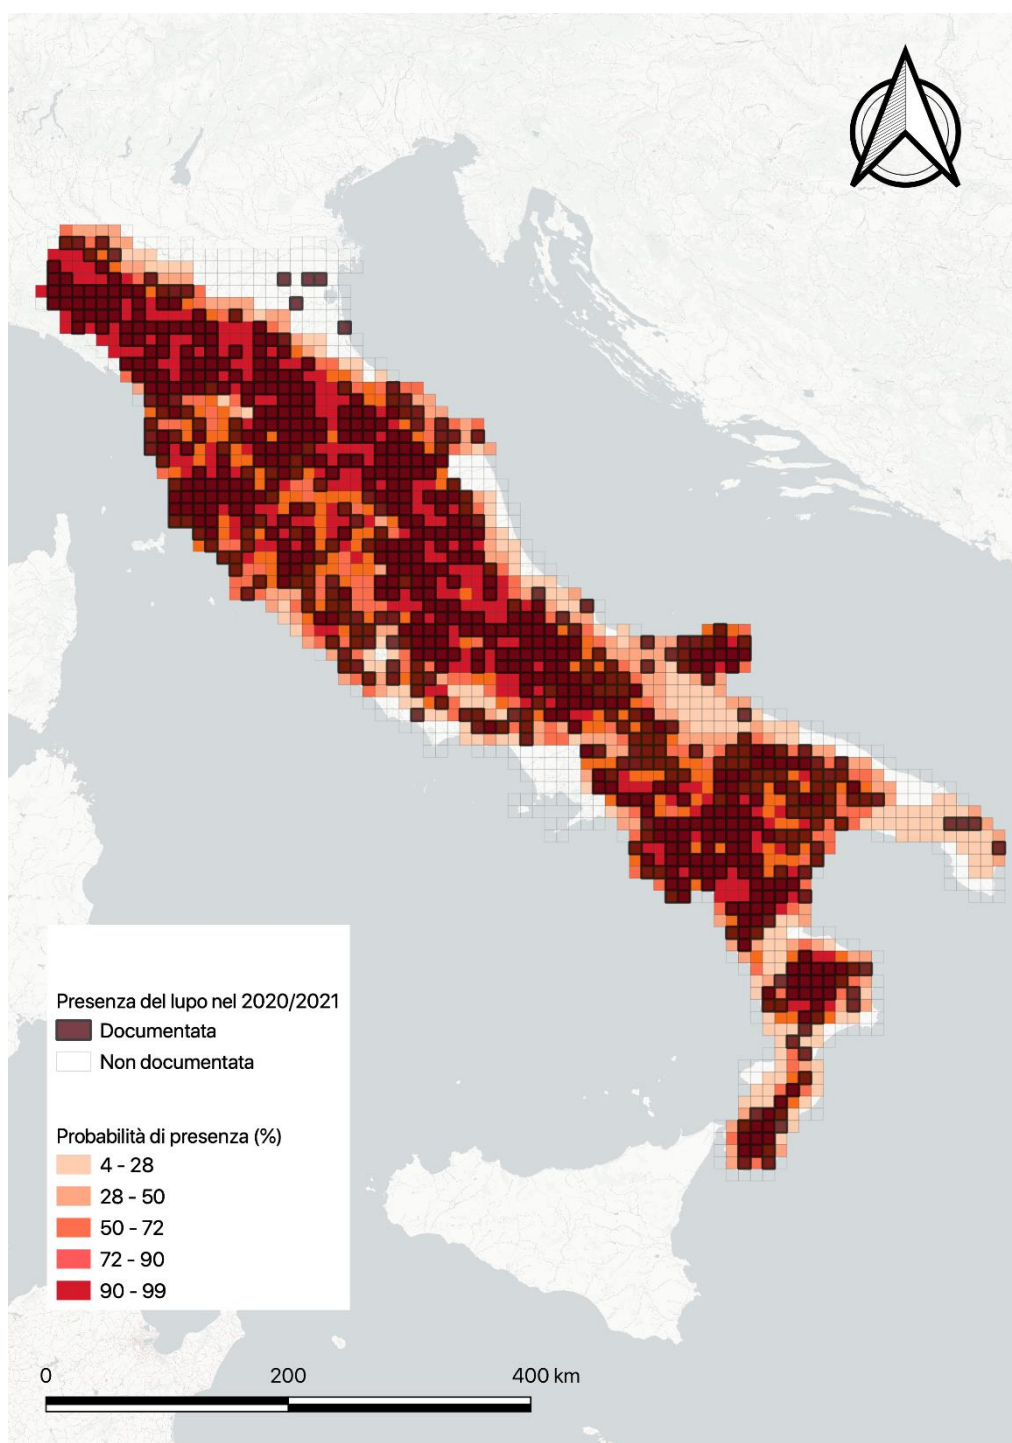 Presenza del lupo nel 2020/2021
Documentata
Non documentata
Probabilità di presenza (%)
4 - 28
28 - 50
50 - 72
72 - 90
90 - 99
0 200 400 km